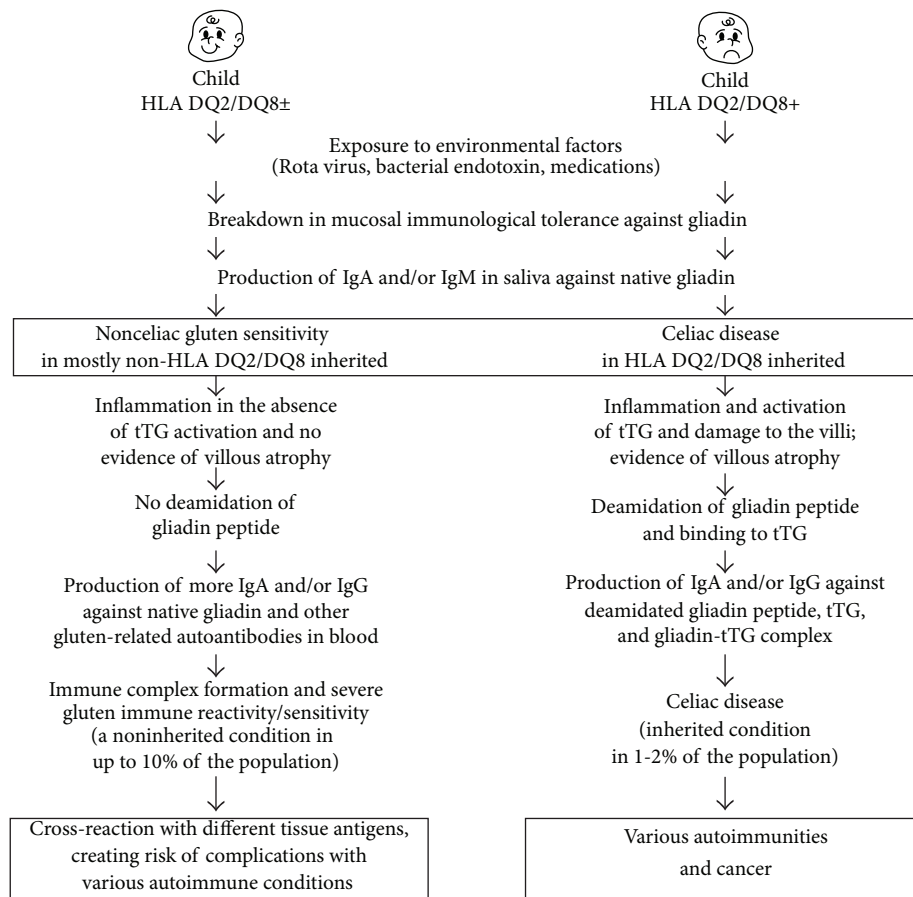 Child
HLA DQ2/DQ8±
Child
HLA DQ2/DQ8+
Exposure to environmental factors
(Rota virus, bacterial endotoxin, medications)
Breakdown in mucosal immunological tolerance against gliadin
Production of IgA and/or IgM in saliva against native gliadin
Nonceliac gluten sensitivity
in mostly non-HLA DQ2/DQ8 inherited
Celiac disease
in HLA DQ2/DQ8 inherited
Inflammation in the absence
of tTG activation and no
evidence of villous atrophy
Inflammation and activation
of tTG and damage to the villi;
evidence of villous atrophy
No deamidation of
gliadin peptide
Deamidation of gliadin peptide
and binding to tTG
Production of more IgA and/or IgG
against native gliadin and other
gluten-related autoantibodies in blood
Production of IgA and/or IgG against
deamidated gliadin peptide, tTG,
and gliadin-tTG complex
Immune complex formation and severe
gluten immune reactivity/sensitivity
(a noninherited condition in
up to 10% of the population)
Celiac disease
(inherited condition
in 1-2% of the population)
Cross-reaction with different tissue antigens,
creating risk of complications with
various autoimmune conditions
Various autoimmunities
and cancer